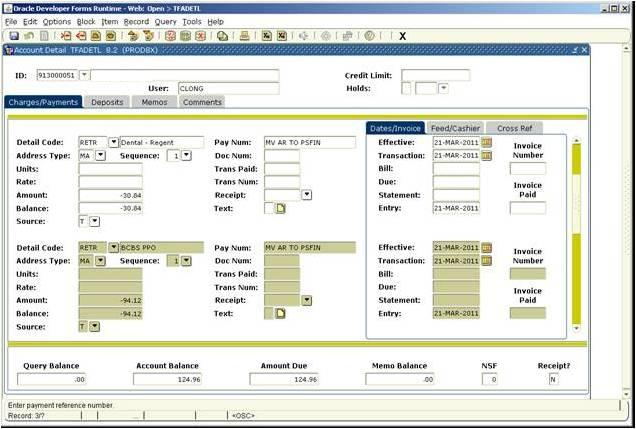 Oracle Developer Forms Runtime - Web: Open > TFADETL
File Edit Options Block Item Record Query Tools Help
X
Account Detail TFADETL 8.2 (PRODBX)
ID: 913000051 Credit Limit:
User: CLONG Holds:
Charges/Payments Deposits Memos Comments
Dates/Invoice Feed/Cashier Cross Ref
Detail Code: RETR Dental - Regent Pay Num: MV AR TO PSFIN Effective: 21-MAR-2011 Invoice
Address Type: MA Sequence: 1 Doc Num: Transaction: 21-MAR-2011 Number
Units: Trans Paid: Bill:
Rate: Trans Num: Due: Invoice
Amount: -30.84 Receipt: Statement: Paid
Balance: -30.84 Text: Entry: 21-MAR-2011
Source: T
Detail Code: RETR BCBS PPO Pay Num: MV AR TO PSFIN Effective: 21-MAR-2011 Invoice
Address Type: MA Sequence: 1 Doc Num: Transaction: 21-MAR-2011 Number
Units: Trans Paid: Bill:
Rate: Trans Num: Due: Invoice
Amount: -94.12 Receipt: Statement: Paid
Balance: -94.12 Text: Entry: 21-MAR-2011
Source: T
Query Balance Account Balance Amount Due Memo Balance NSF Receipt?
.00 124.96 124.96 .00 0 N
Enter payment reference number.
Record: 3/? ... <OSC>